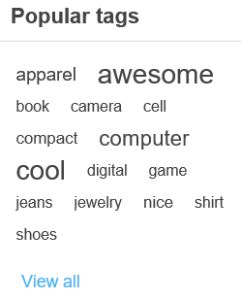 Popular tags
apparel awesome
book camera cell
compact computer
cool digital game
jeans jewelry nice shirt
shoes
View all